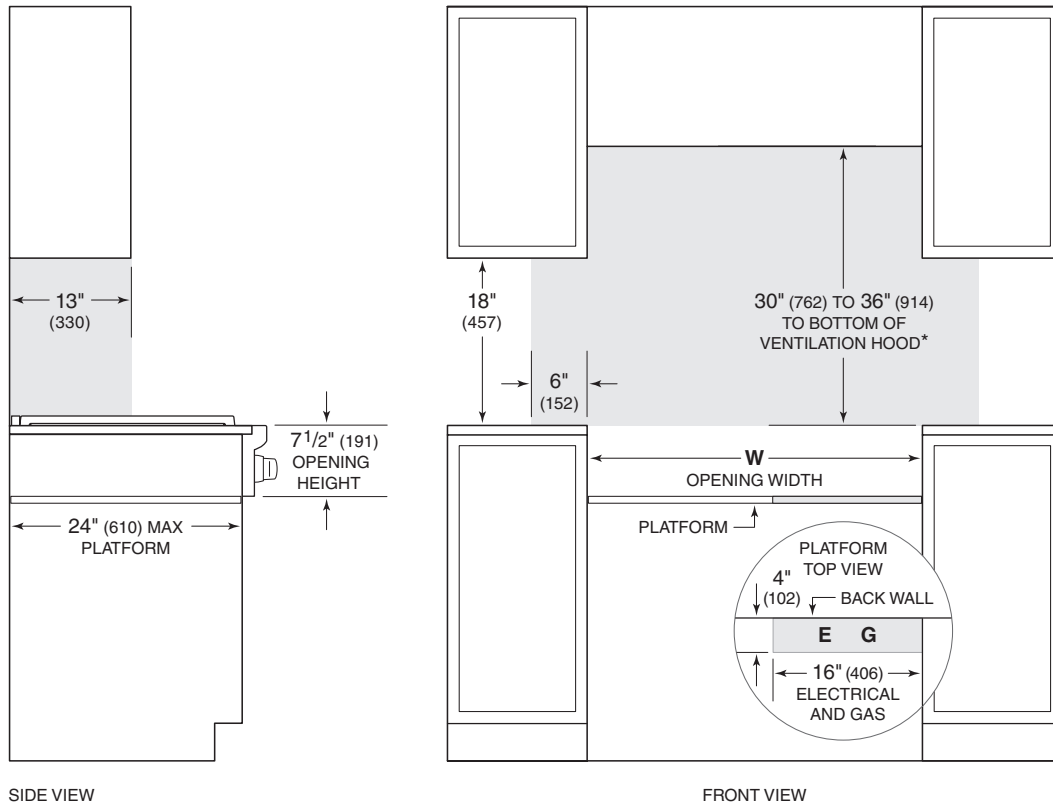 13"
(330)
7 1/2" (191)
OPENING
HEIGHT
24" (610) MAX
PLATFORM
SIDE VIEW
18"
(457)
30" (762) TO 36" (914)
TO BOTTOM OF
VENTILATION HOOD*
6"
(152)
W
OPENING WIDTH
PLATFORM
PLATFORM
TOP VIEW
4"
(102)
BACK WALL
E G
16" (406)
ELECTRICAL
AND GAS
FRONT VIEW